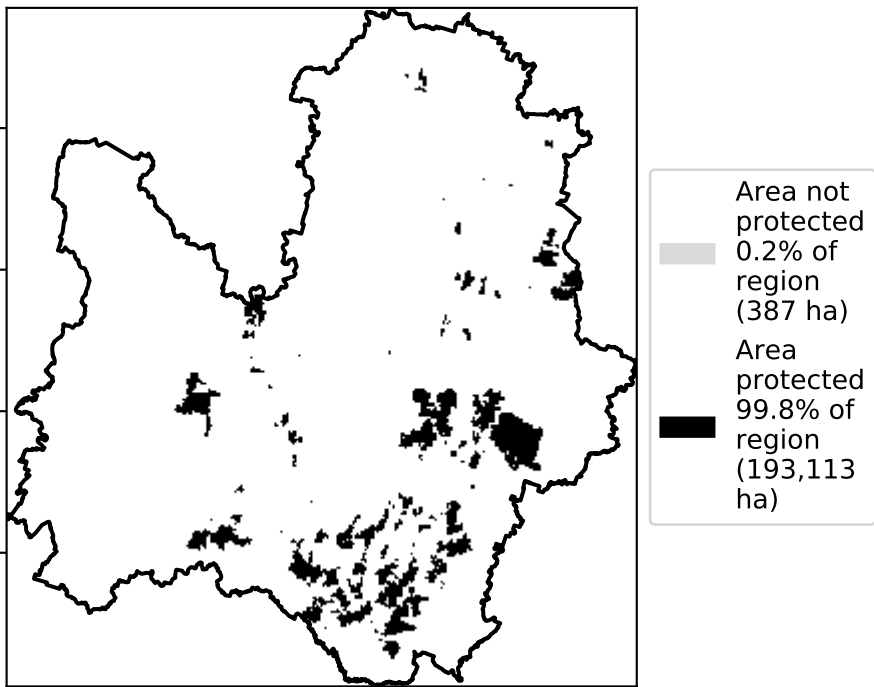 Area not
protected
0.2% of
region
(387 ha)
Area
protected
99.8% of
region
(193,113
ha)